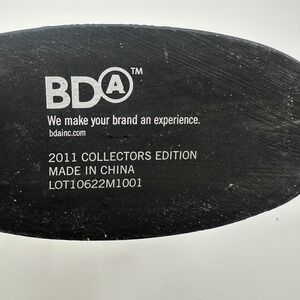 BDA™
We make your brand an experience.
bdainc.com
2011 COLLECTORS EDITION
MADE IN CHINA
LOT10622M1001